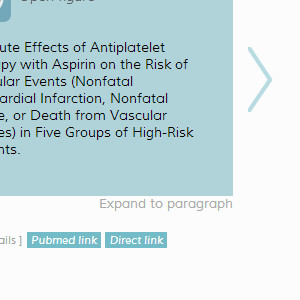 Open figure
ute Effects of Antiplatelet
py with Aspirin on the Risk of
ular Events (Nonfatal
cardial Infarction, Nonfatal
e, or Death from Vascular
es) in Five Groups of High-Risk
nts.
Expand to paragraph
ails ] Pubmed link Direct link